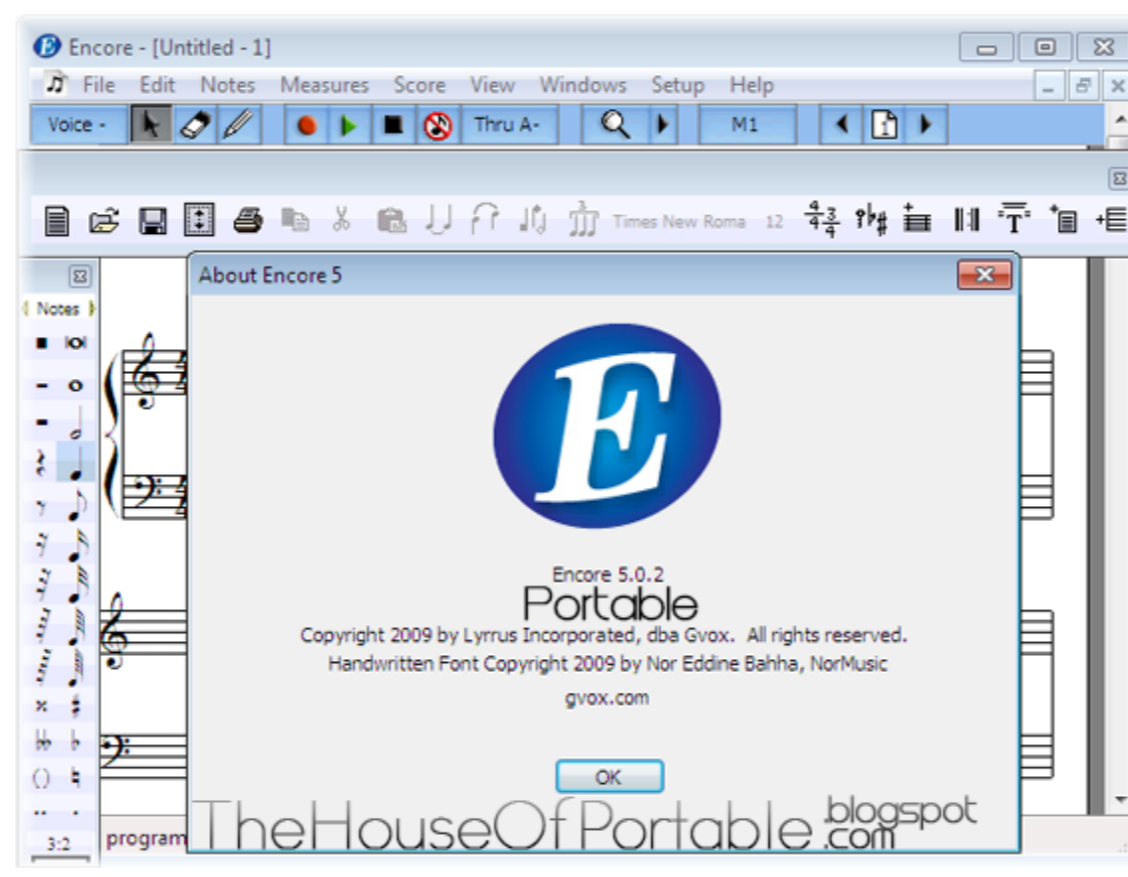 Encore - [Untitled - 1]
File Edit Notes Measures Score View Windows Setup Help
Voice - Thru A- M1 1
Times New Roma 12
About Encore 5
Notes
E
Encore 5.0.2
Portable
Copyright 2009 by Lyrrus Incorporated, dba Gvox. All rights reserved.
Handwritten Font Copyright 2009 by Nor Eddine Bahha, NorMusic
gvox.com
OK
3:2
program
TheHouseOfPortable.blogspot.com